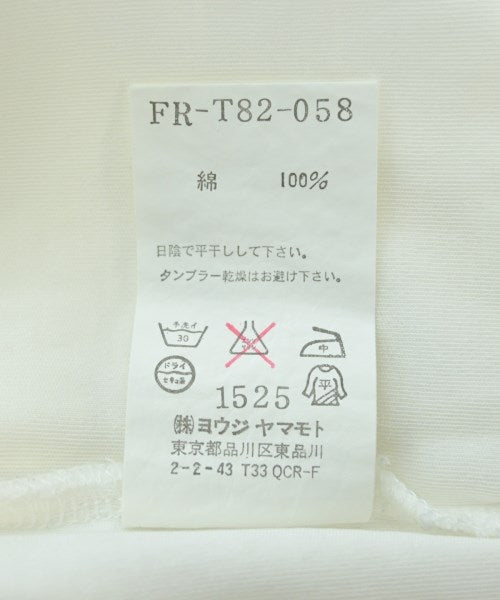 FR-T82-058
綿 100%
日陰で平干しして下さい。
タンブラー乾燥はお避け下さい。
手洗イ
30
中
ドライ
平
1525
(株)ヨウジ ヤマモト
東京都品川区東品川
2-2-43 T33 QCR-F